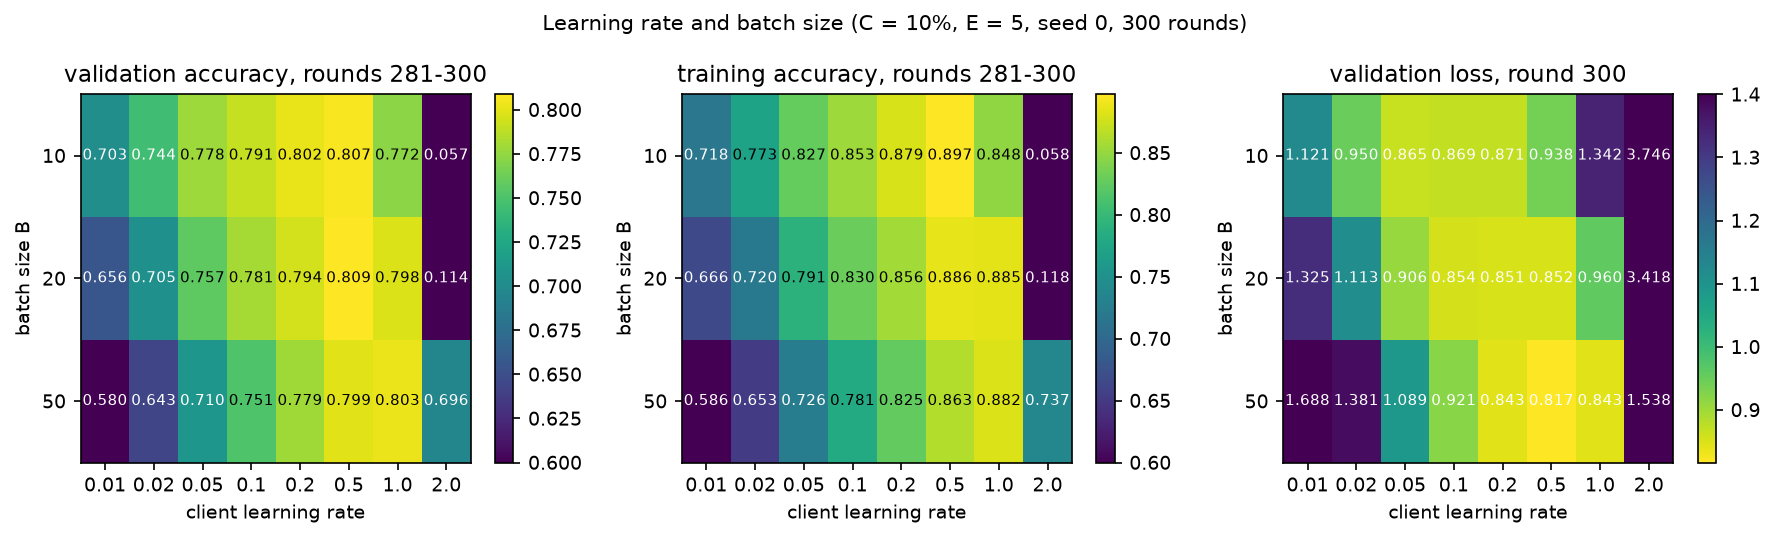 Learning rate and batch size (C = 10%, E = 5, seed 0, 300 rounds)
validation accuracy, rounds 281-300
batch size B
10
20
50
0.703 0.744 0.778 0.791 0.802 0.807 0.772 0.057
0.656 0.705 0.757 0.781 0.794 0.809 0.798 0.114
0.580 0.643 0.710 0.751 0.779 0.799 0.803 0.696
0.01 0.02 0.05 0.1 0.2 0.5 1.0 2.0
client learning rate
0.800
0.775
0.750
0.725
0.700
0.675
0.650
0.625
0.600
training accuracy, rounds 281-300
batch size B
10
20
50
0.718 0.773 0.827 0.853 0.879 0.897 0.848 0.058
0.666 0.720 0.791 0.830 0.856 0.886 0.885 0.118
0.586 0.653 0.726 0.781 0.825 0.863 0.882 0.737
0.01 0.02 0.05 0.1 0.2 0.5 1.0 2.0
client learning rate
0.85
0.80
0.75
0.70
0.65
0.60
validation loss, round 300
batch size B
10
20
50
1.121 0.950 0.865 0.869 0.871 0.938 1.342 3.746
1.325 1.113 0.906 0.854 0.851 0.852 0.960 3.418
1.688 1.381 1.089 0.921 0.843 0.817 0.843 1.538
0.01 0.02 0.05 0.1 0.2 0.5 1.0 2.0
client learning rate
1.4
1.3
1.2
1.1
1.0
0.9